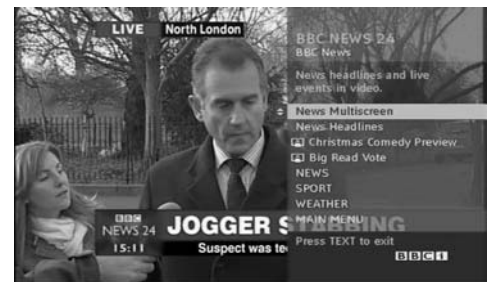 LIVE North London
BBC NEWS 24
BBC News
News headlines and live
events in video.
News Multiscreen
News Headlines
Christmas Comedy Preview
Big Read Vote
NEWS
SPORT
WEATHER
MAIN MENU
Press TEXT to exit
BBC 1
BBC
NEWS 24
15:11
JOGGER STABBING
Suspect was